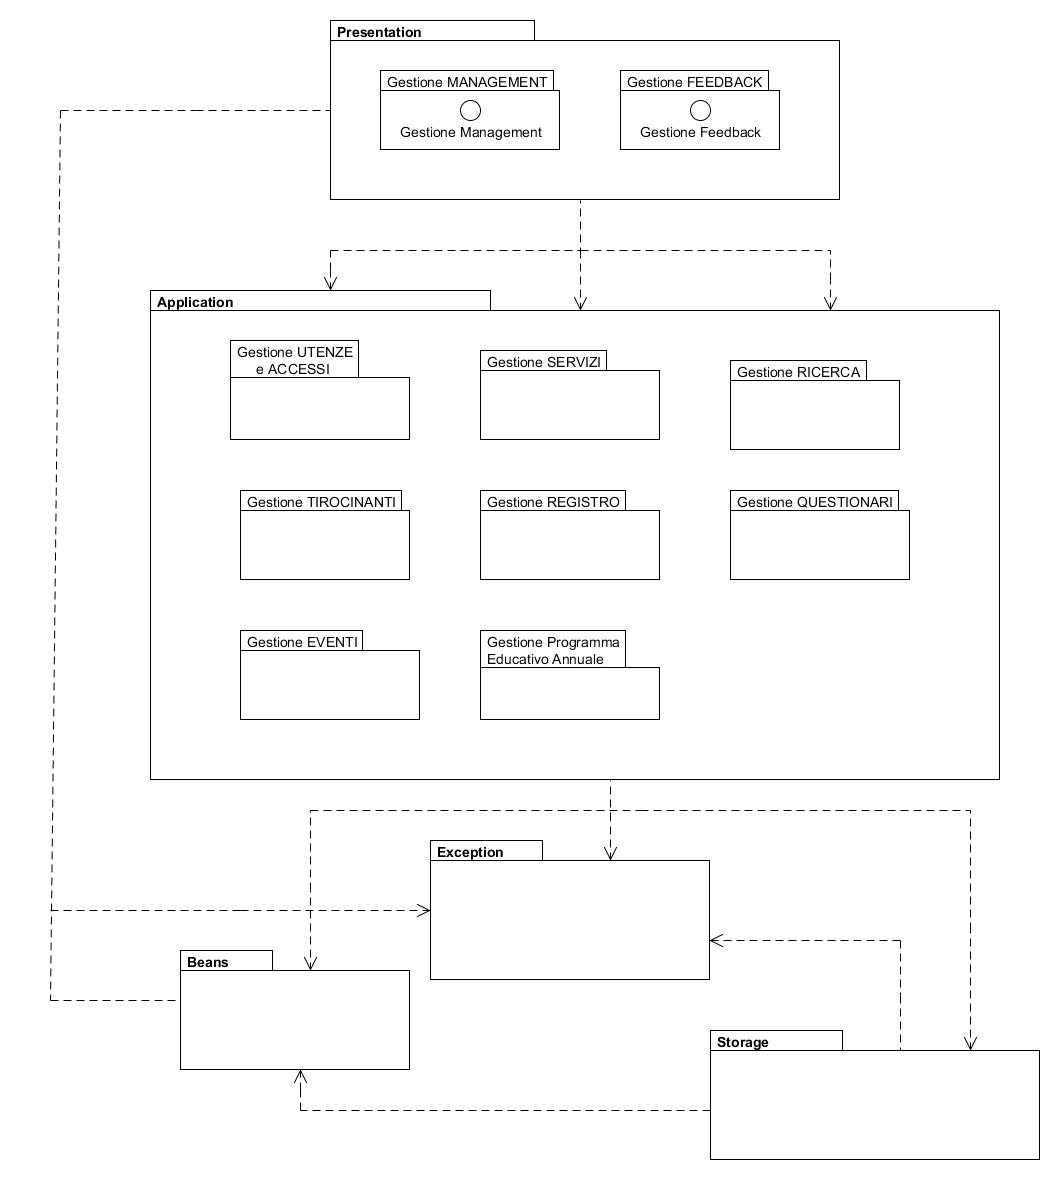 Presentation
Gestione MANAGEMENT
Gestione FEEDBACK
Gestione Management
Gestione Feedback
Application
Gestione UTENZE
e ACCESSI
Gestione SERVIZI
Gestione RICERCA
Gestione TIROCINANTI
Gestione REGISTRO
Gestione QUESTIONARI
Gestione EVENTI
Gestione Programma
Educativo Annuale
Exception
Beans
Storage